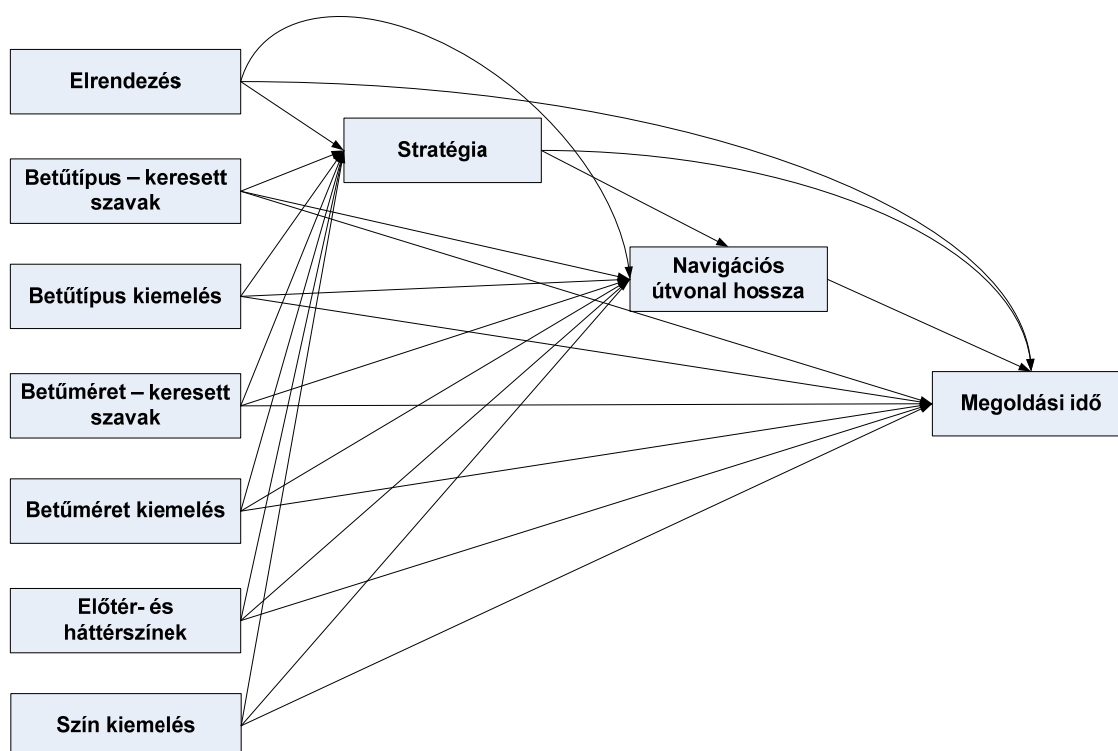 Elrendezés
Stratégia
Betűtípus – keresett
szavak
Navigációs
útvonal hossza
Betűtípus kiemelés
Betűméret – keresett
szavak
Megoldási idő
Betűméret kiemelés
Előtér- és
háttérszínek
Szín kiemelés